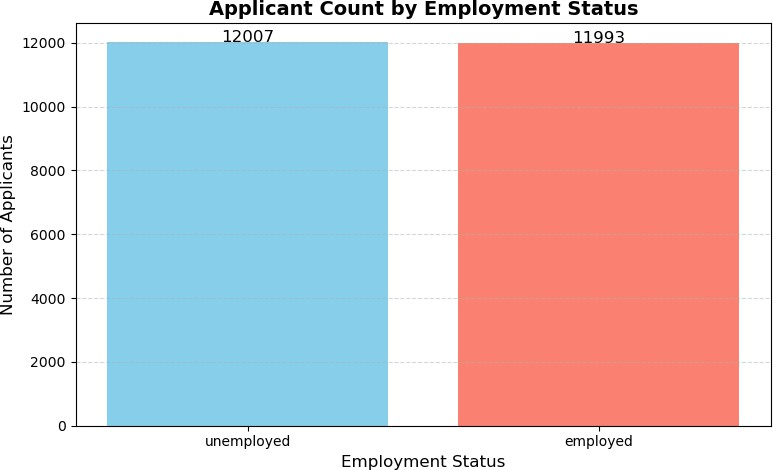 Applicant Count by Employment Status
12007
11993
12000
10000
8000
6000
4000
2000
0
Number of Applicants
unemployed
employed
Employment Status